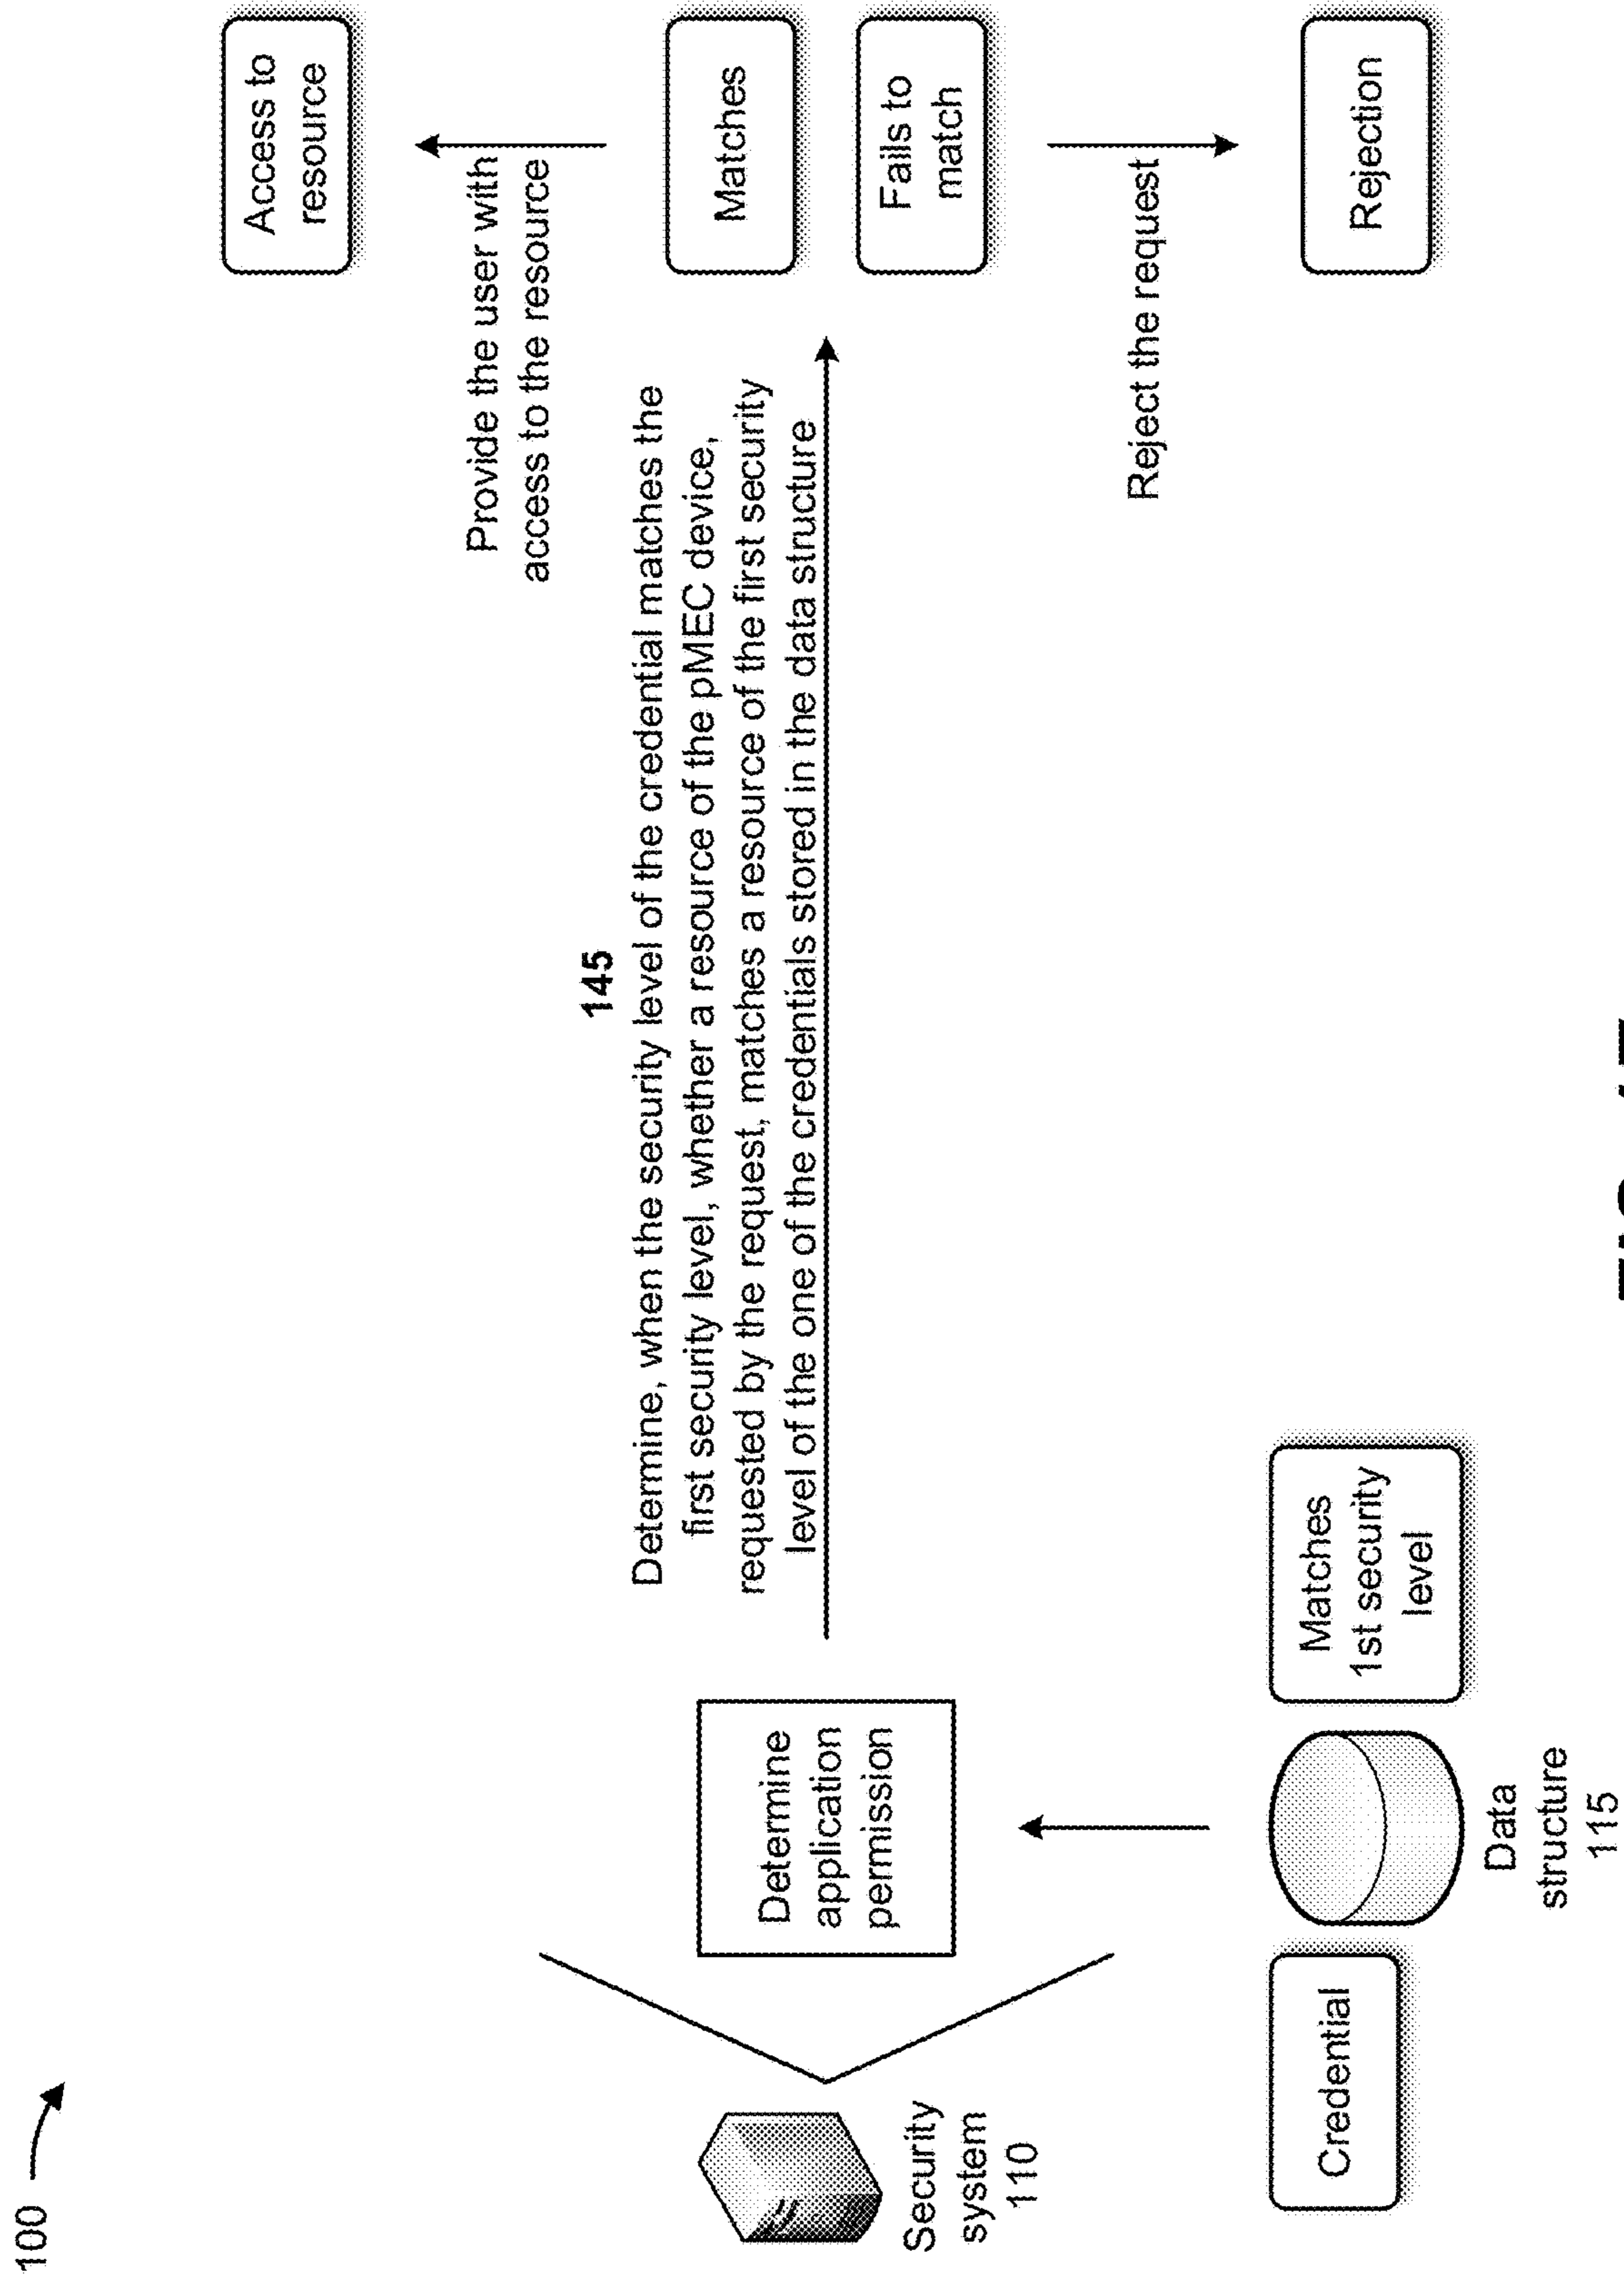 100
145
Determine, when the security level of the credential matches the
first security level, whether a resource of the pMEC device,
requested by the request, matches a resource of the first security
level of the one of the credentials stored in the data structure
Security
system
110
Determine
application
permission
Credential
Data
structure
115
Matches
1st security
level
Access to
resource
Provide the user with
access to the resource
Matches
Fails to
match
Reject the request
Rejection